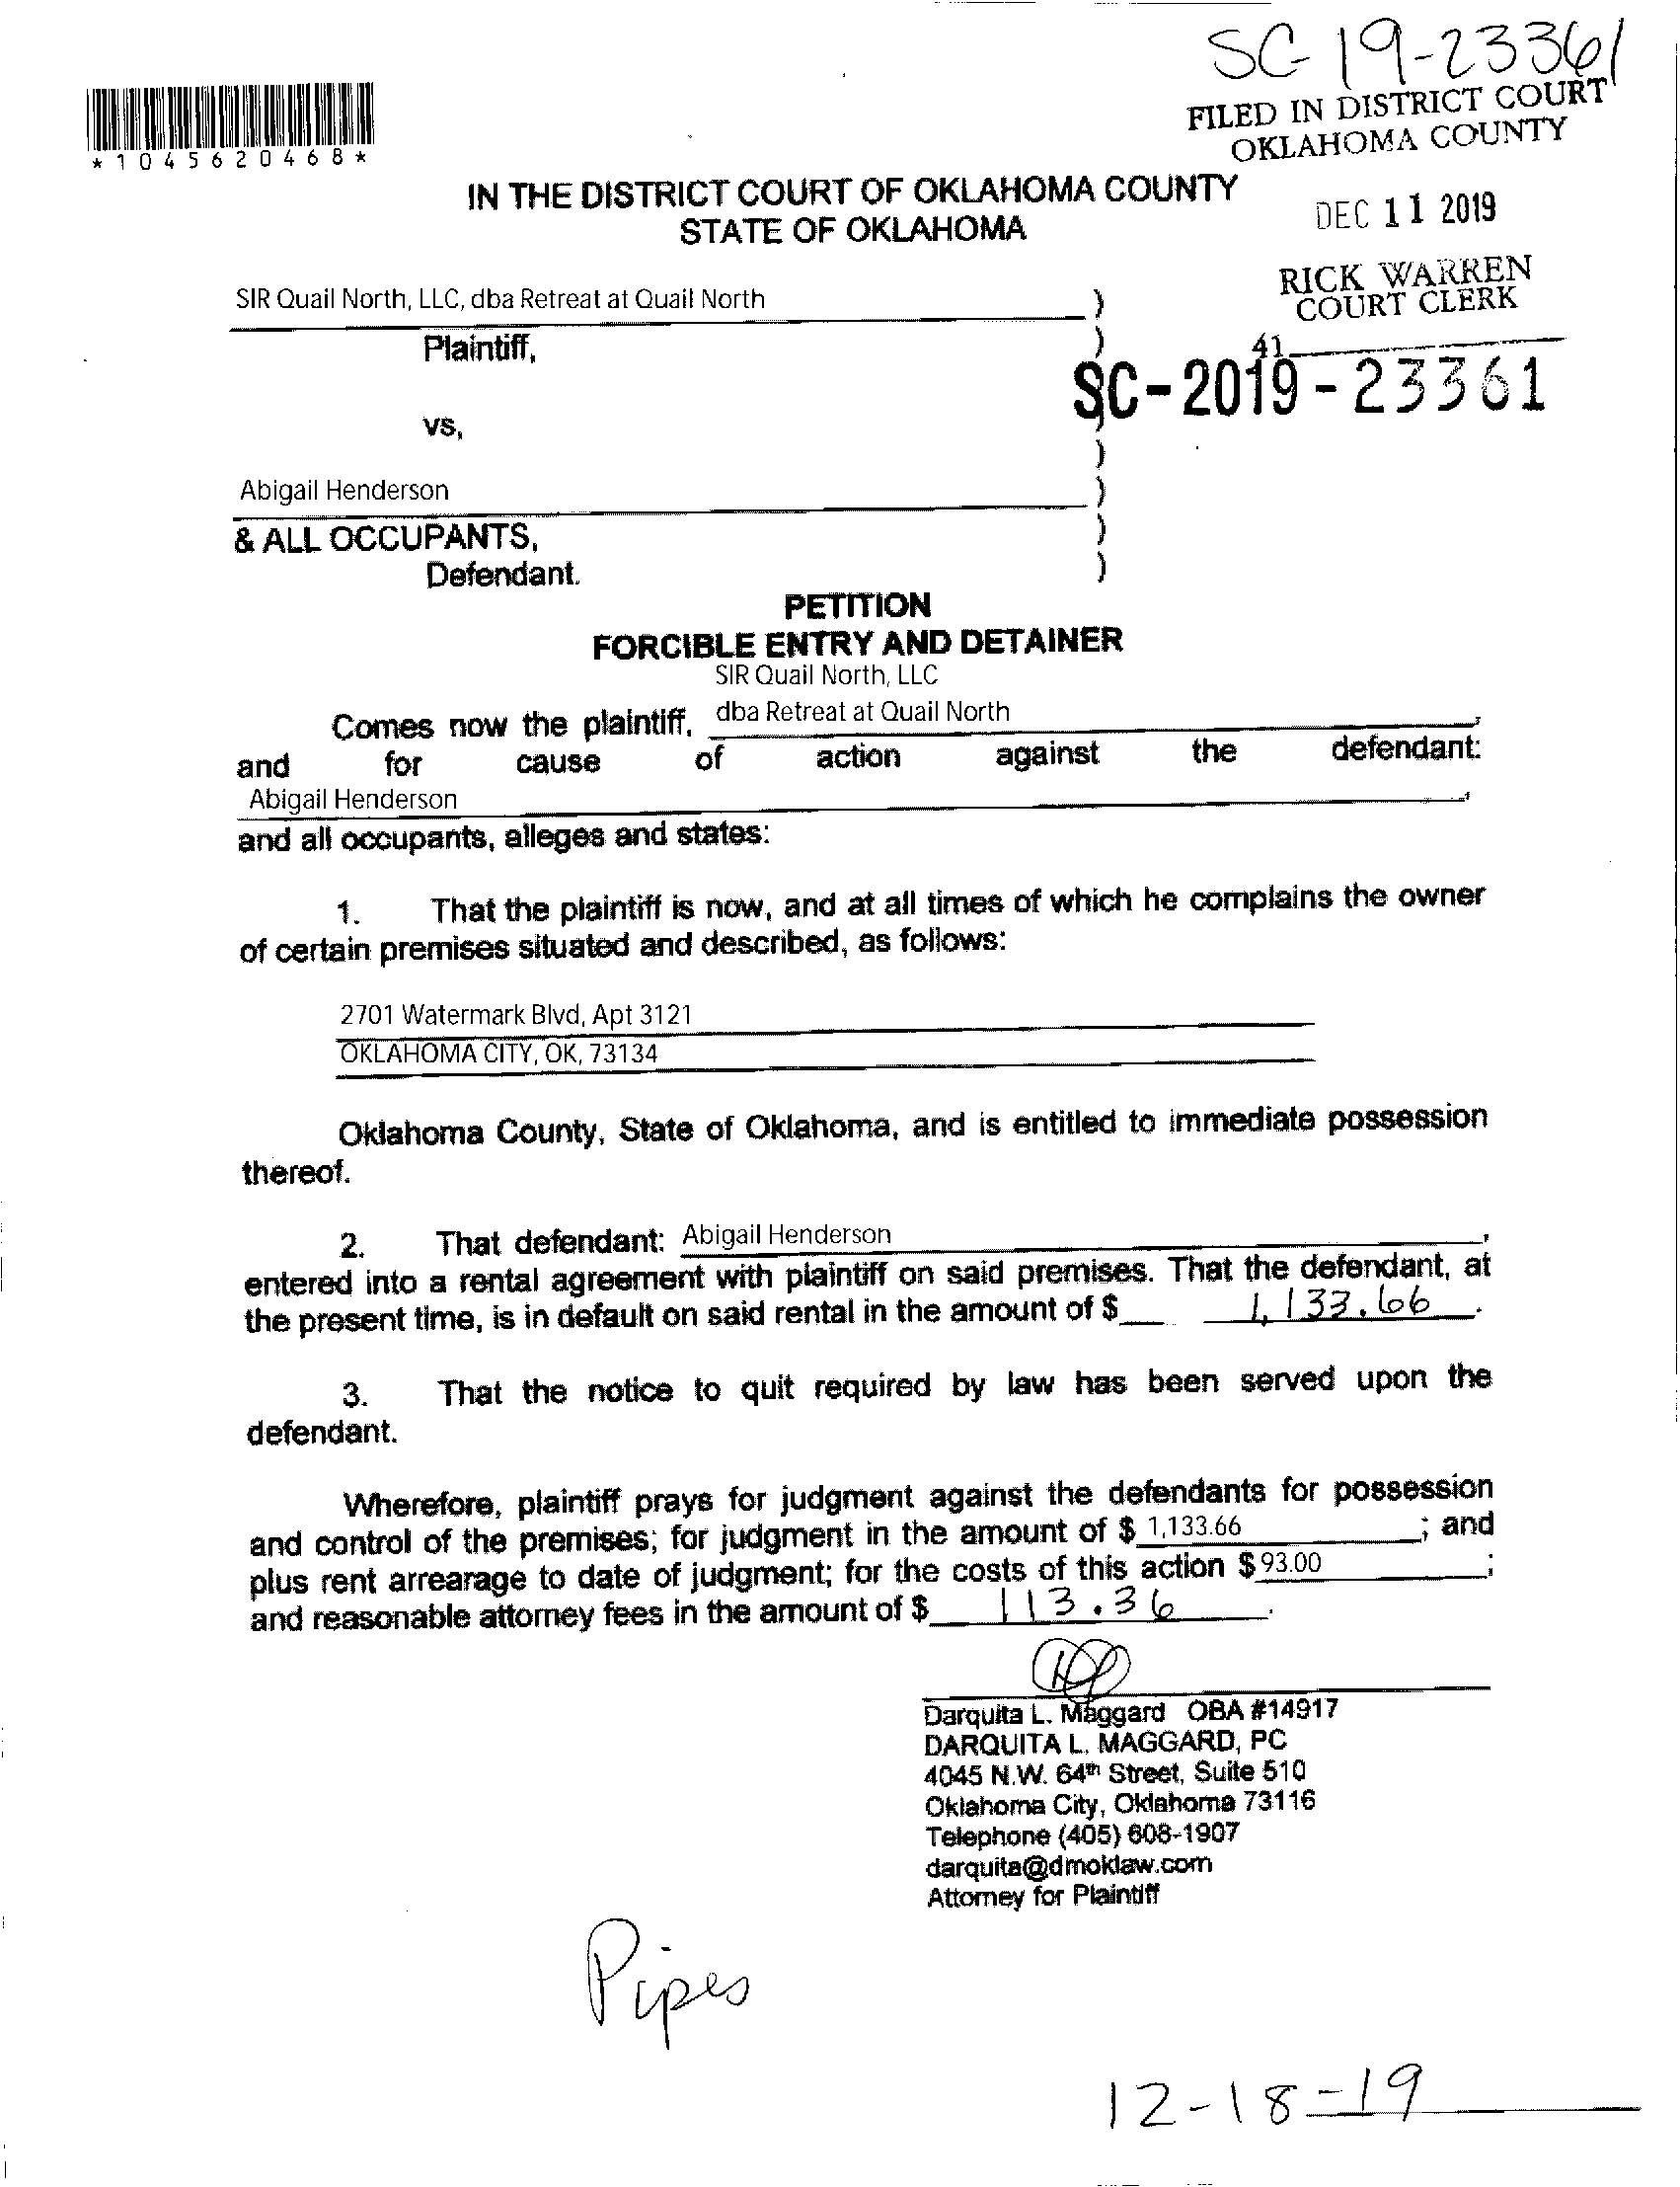 SC-19-23361
FILED IN DISTRICT COURT
OKLAHOMA COUNTY
*1045620468*
IN THE DISTRICT COURT OF OKLAHOMA COUNTY
STATE OF OKLAHOMA
DEC 11 2019
RICK WARREN
COURT CLERK
41
SIR Quail North, LLC, dba Retreat at Quail North )
Plaintiff, )
SC-2019-23361
vs, )
)
Abigail Henderson )
& ALL OCCUPANTS, )
Defendant. )
PETITION
FORCIBLE ENTRY AND DETAINER
SIR Quail North, LLC
Comes now the plaintiff, dba Retreat at Quail North ,
and for cause of action against the defendant:
Abigail Henderson ,
and all occupants, alleges and states:
1. That the plaintiff is now, and at all times of which he complains the owner
of certain premises situated and described, as follows:
2701 Watermark Blvd, Apt 3121
OKLAHOMA CITY, OK, 73134
Oklahoma County, State of Oklahoma, and is entitled to immediate possession
thereof.
2. That defendant: Abigail Henderson ,
entered into a rental agreement with plaintiff on said premises. That the defendant, at
the present time, is in default on said rental in the amount of $ 1,133.66 .
3. That the notice to quit required by law has been served upon the
defendant.
Wherefore, plaintiff prays for judgment against the defendants for possession
and control of the premises; for judgment in the amount of $ 1,133.66 ; and
plus rent arrearage to date of judgment; for the costs of this action $ 93.00 ;
and reasonable attorney fees in the amount of $ 113.36 .
Darquita L. Maggard OBA #14917
DARQUITA L. MAGGARD, PC
4045 N.W. 64th Street, Suite 510
Oklahoma City, Oklahoma 73116
Telephone (405) 608-1907
darquita@dmoklaw.com
Attorney for Plaintiff
Pipes
12-18-19